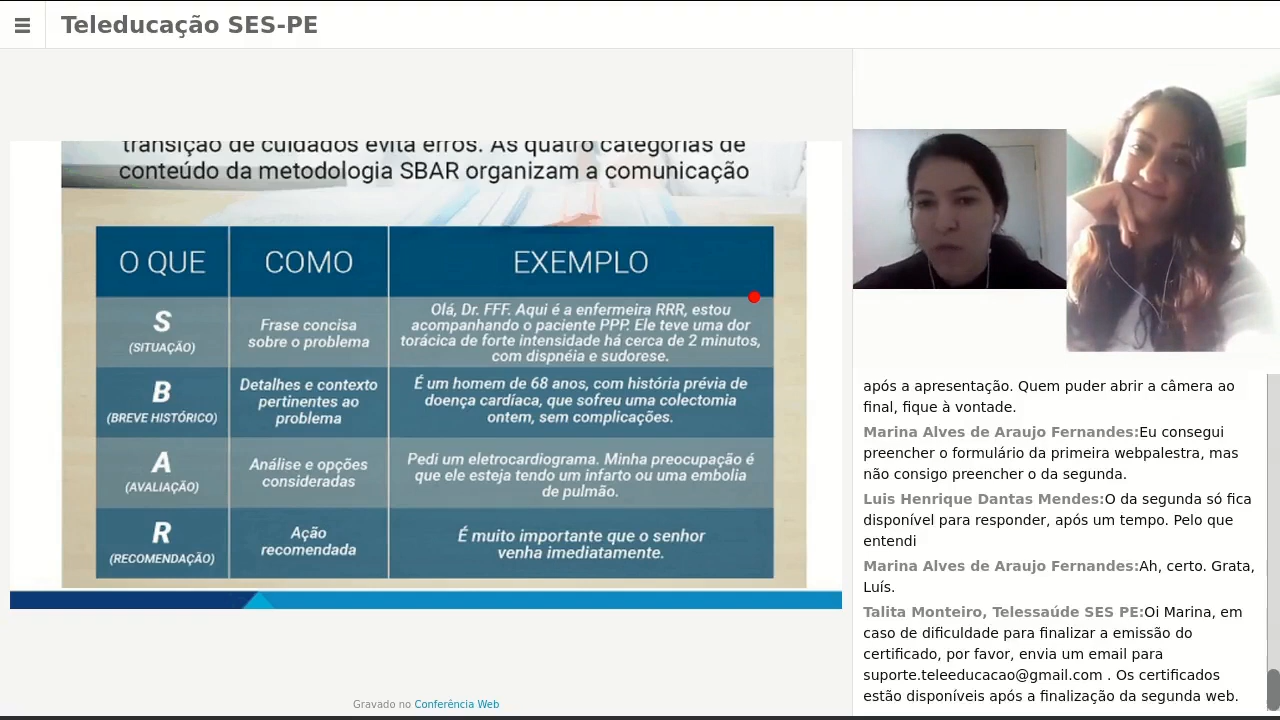 Teleducação SES-PE
transição de cuidados evita erros. As quatro categorias de
conteúdo da metodologia SBAR organizam a comunicação
O QUE
COMO
EXEMPLO
S
(SITUAÇÃO)
Frase concisa
sobre o problema
Olá, Dr. FFF. Aqui é a enfermeira RRR, estou
acompanhando o paciente PPP. Ele teve uma dor
torácica de forte intensidade há cerca de 2 minutos,
com dispnéia e sudorese.
B
(BREVE HISTÓRICO)
Detalhes e contexto
pertinentes ao
problema
É um homem de 68 anos, com história prévia de
doença cardíaca, que sofreu uma colectomia
ontem, sem complicações.
A
(AVALIAÇÃO)
Análise e opções
consideradas
Pedi um eletrocardiograma. Minha preocupação é
que ele esteja tendo um infarto ou uma embolia
de pulmão.
R
(RECOMENDAÇÃO)
Ação
recomendada
É muito importante que o senhor
venha imediatamente.
Gravado no Conferência Web
após a apresentação. Quem puder abrir a câmera ao
final, fique à vontade.
Marina Alves de Araujo Fernandes:Eu consegui
preencher o formulário da primeira webpalestra, mas
não consigo preencher o da segunda.
Luis Henrique Dantas Mendes:O da segunda só fica
disponível para responder, após um tempo. Pelo que
entendi
Marina Alves de Araujo Fernandes:Ah, certo. Grata,
Luís.
Talita Monteiro, Telessaúde SES PE:Oi Marina, em
caso de dificuldade para finalizar a emissão do
certificado, por favor, envia um email para
suporte.teleeducacao@gmail.com . Os certificados
estão disponíveis após a finalização da segunda web.